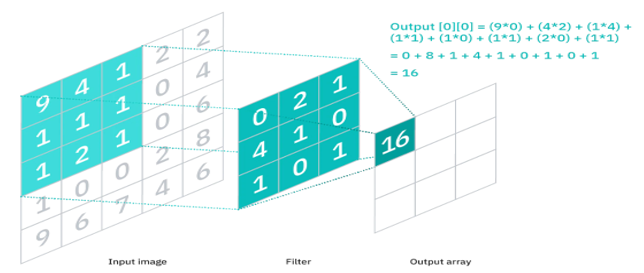 Output [0][0] = (9*0) + (4*2) + (1*4) +
(1*1) + (1*0) + (1*1) + (2*0) + (1*1)
= 0 + 8 + 1 + 4 + 1 + 0 + 1 + 0 + 1
= 16
9 4 1 2 2
1 1 1 0 4
1 2 1 0 6
1 0 0 2 8
9 6 7 4 6
0 2 1
4 1 0
1 0 1
16
Input image
Filter
Output array